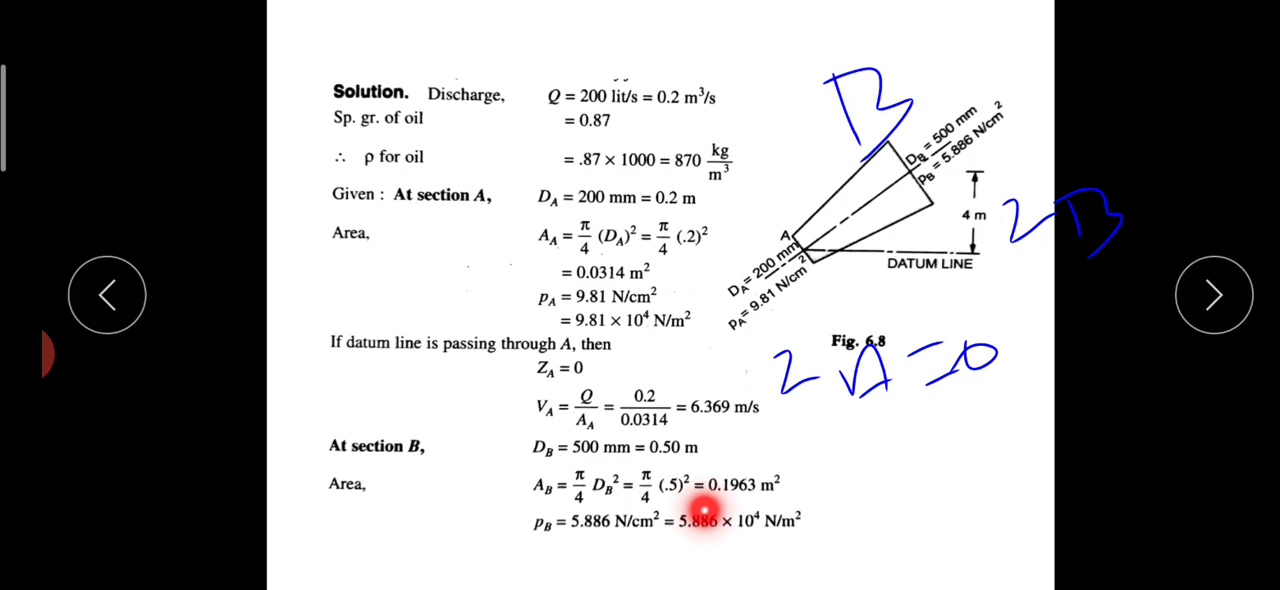 Solution. Discharge, Q = 200 lit/s = 0.2 m³/s
Sp. gr. of oil = 0.87
∴ ρ for oil = .87 × 1000 = 870 kg/m³
Given : At section A, D_A = 200 mm = 0.2 m
Area, A_A = π/4 (D_A)² = π/4 (.2)²
= 0.0314 m²
p_A = 9.81 N/cm²
= 9.81 × 10⁴ N/m²
If datum line is passing through A, then
Z_A = 0
V_A = Q/A_A = 0.2/0.0314 = 6.369 m/s
At section B, D_B = 500 mm = 0.50 m
Area, A_B = π/4 D_B² = π/4 (.5)² = 0.1963 m²
p_B = 5.886 N/cm² = 5.886 × 10⁴ N/m²
B
D_B = 500 mm
p_B = 5.886 N/cm²
4 m
ZB
A
DATUM LINE
D_A = 200 mm
p_A = 9.81 N/cm²
Fig. 6.8
ZA=0